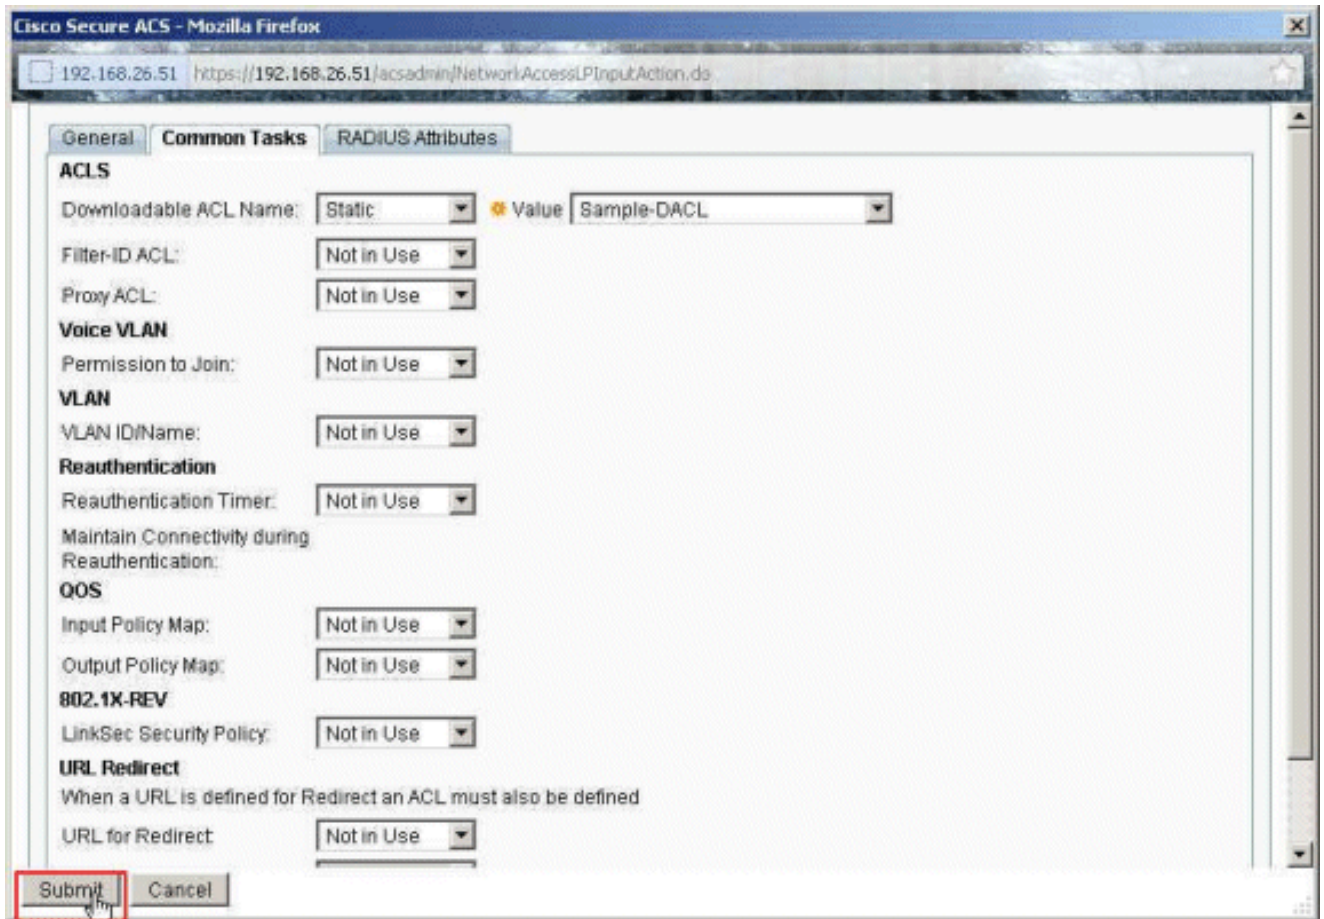 Cisco Secure ACS - Mozilla Firefox
192.168.26.51 https://192.168.26.51/acsadmin/NetworkAccessLPInputAction.do
General Common Tasks RADIUS Attributes
ACLS
Downloadable ACL Name: Static Value Sample-DACL
Filter-ID ACL: Not in Use
Proxy ACL: Not in Use
Voice VLAN
Permission to Join: Not in Use
VLAN
VLAN ID/Name: Not in Use
Reauthentication
Reauthentication Timer: Not in Use
Maintain Connectivity during
Reauthentication:
QOS
Input Policy Map: Not in Use
Output Policy Map: Not in Use
802.1X-REV
LinkSec Security Policy: Not in Use
URL Redirect
When a URL is defined for Redirect an ACL must also be defined
URL for Redirect: Not in Use
Submit Cancel